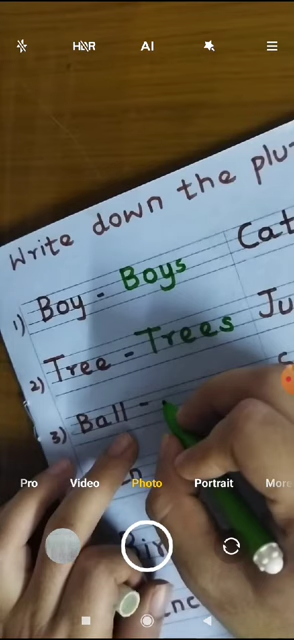 HDR AI
Write down the plu
1) Boy - Boys
Cat
2) Tree - Trees
Ju
3) Ball -
Pro Video Photo Portrait More